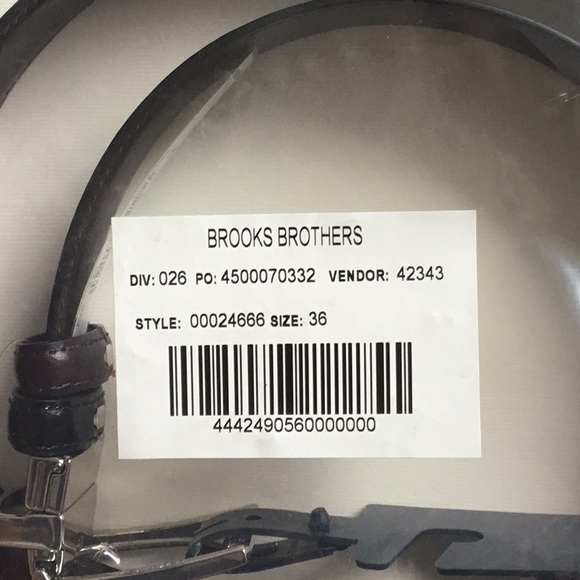 BROOKS BROTHERS
DIV: 026 PO: 4500070332 VENDOR: 42343
STYLE: 00024666 SIZE: 36
4442490560000000